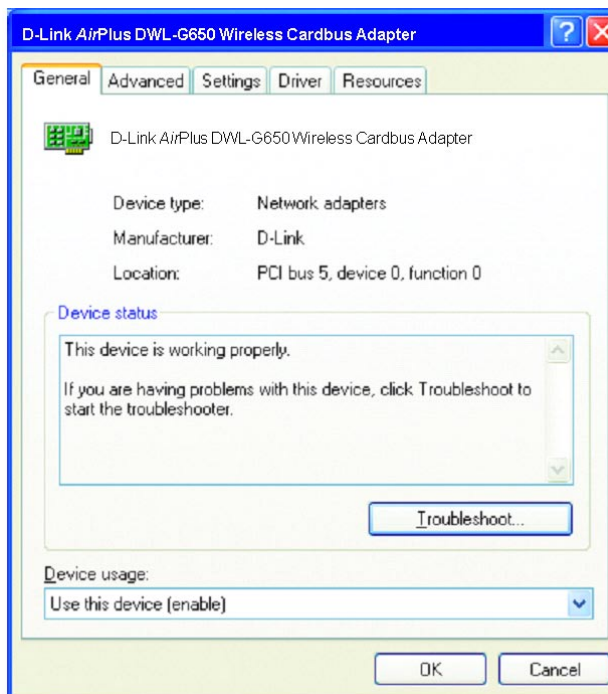 D-Link AirPlus DWL-G650 Wireless Cardbus Adapter
General Advanced Settings Driver Resources
D-Link AirPlus DWL-G650 Wireless Cardbus Adapter
Device type: Network adapters
Manufacturer: D-Link
Location: PCI bus 5, device 0, function 0
Device status
This device is working properly.
If you are having problems with this device, click Troubleshoot to
start the troubleshooter.
Troubleshoot...
Device usage:
Use this device (enable)
OK Cancel